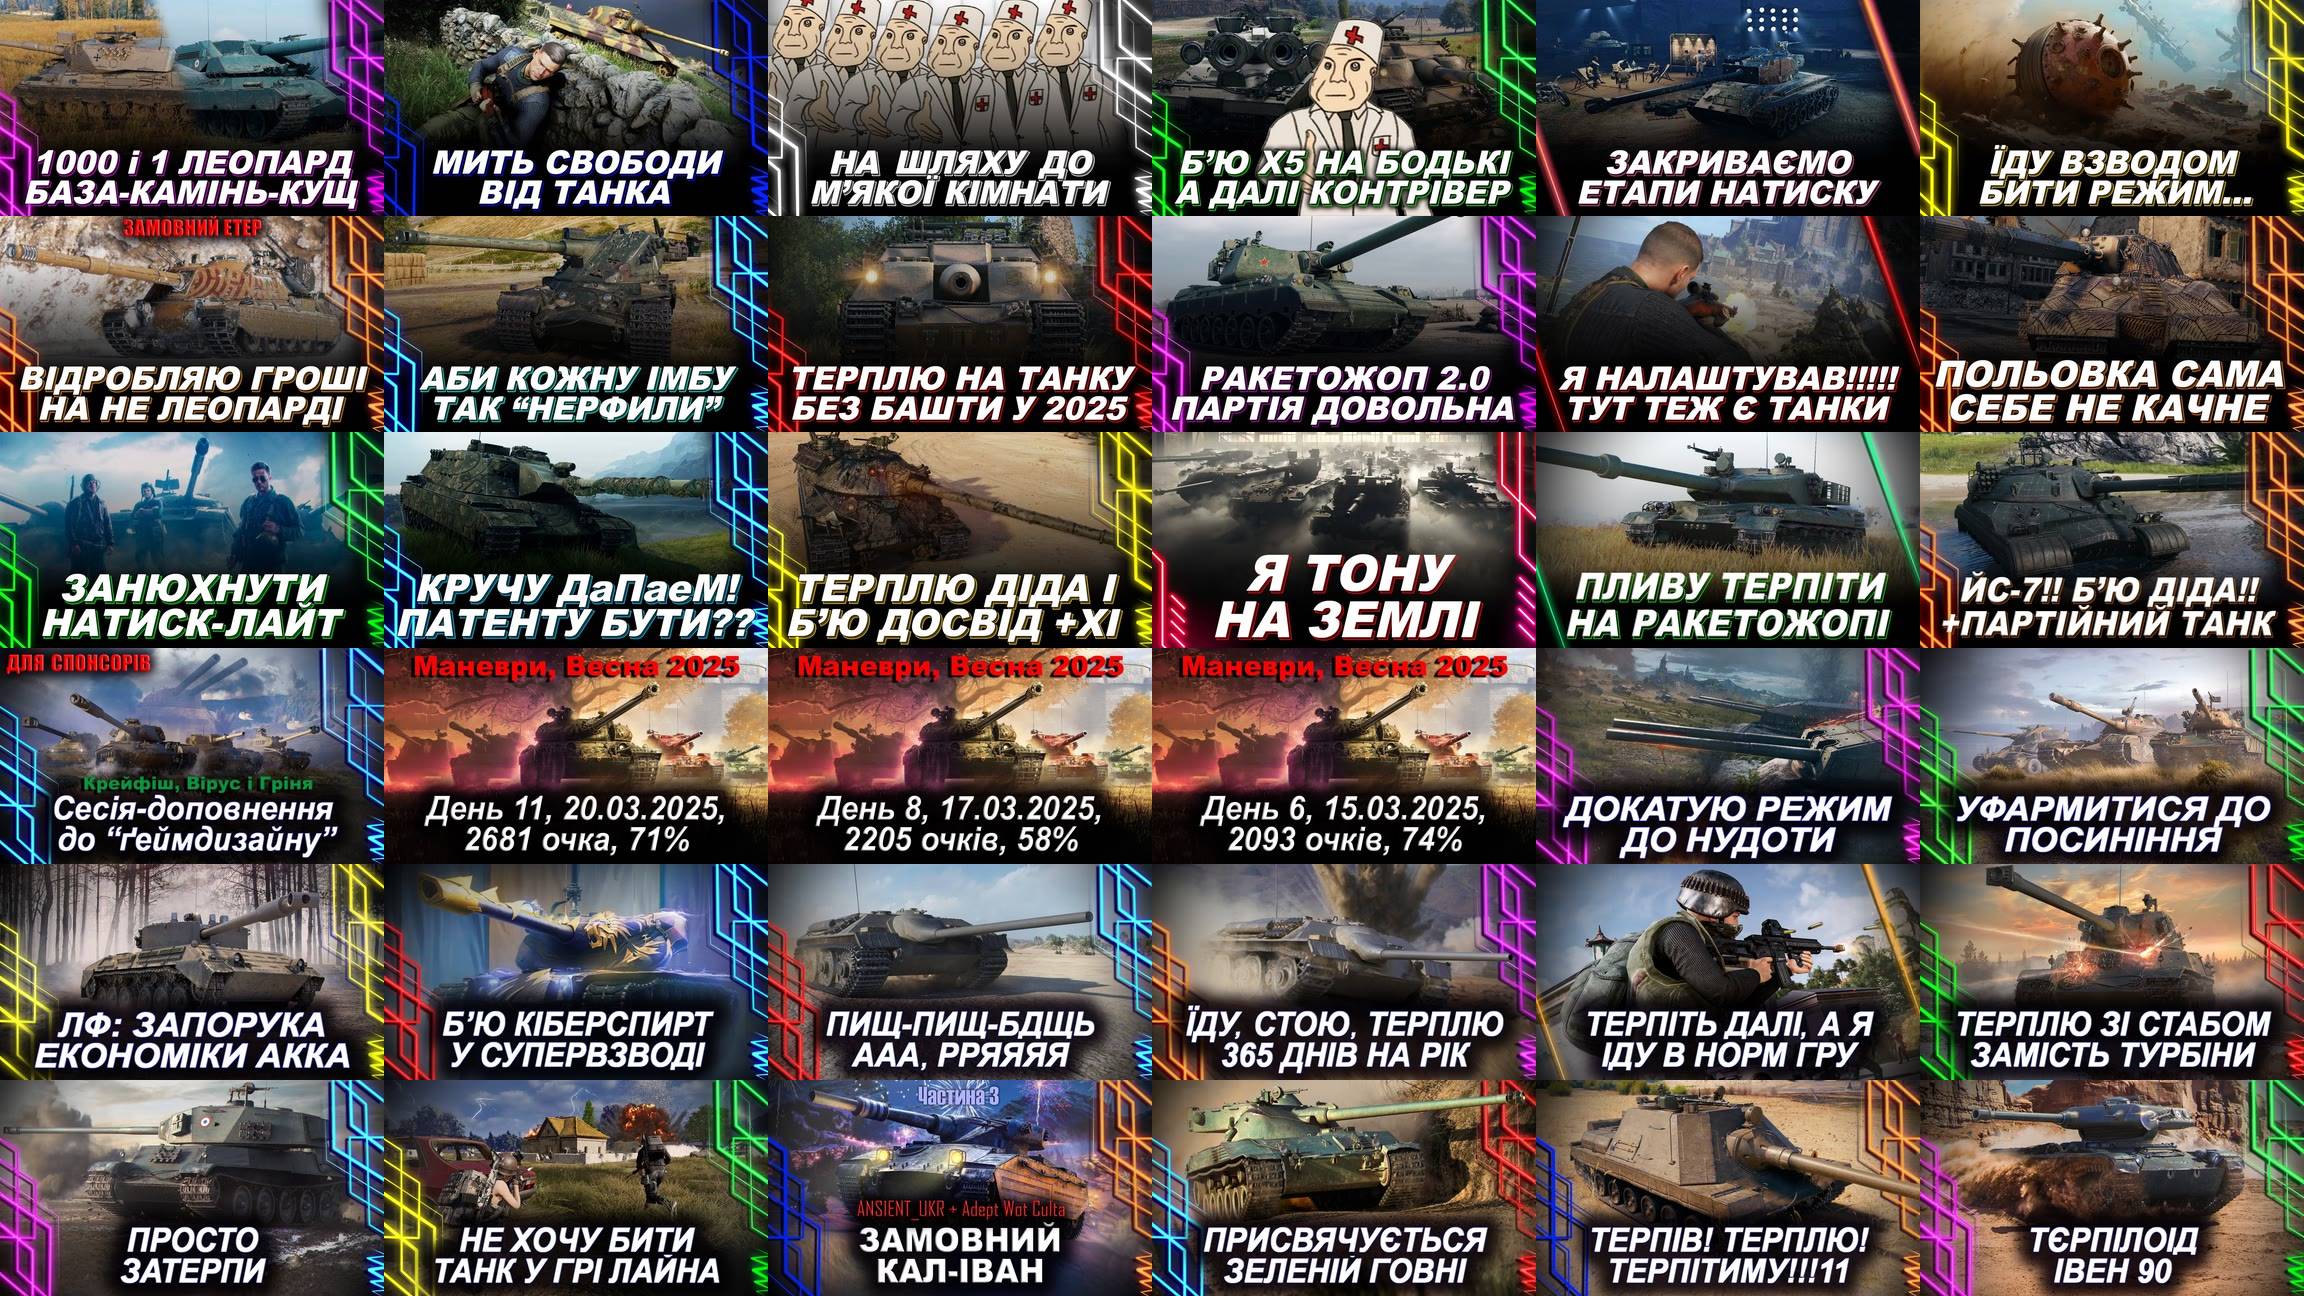 1000 і 1 ЛЕОПАРД
БАЗА-КАМІНЬ-КУЩ
МИТЬ СВОБОДИ
ВІД ТАНКА
НА ШЛЯХУ ДО
М’ЯКОЇ КІМНАТИ
Б’Ю Х5 НА БОДЬКІ
А ДАЛІ КОНТРІВЕР
ЗАКРИВАЄМО
ЕТАПИ НАТИСКУ
ЇДУ ВЗВОДОМ
БИТИ РЕЖИМ...
ЗАМОВНИЙ ЕТЕР
ВІДРОБЛЯЮ ГРОШІ
НА НЕ ЛЕОПАРДІ
АБИ КОЖНУ ІМБУ
ТАК “НЕРФИЛИ”
ТЕРПЛЮ НА ТАНКУ
БЕЗ БАШТИ У 2025
РАКЕТОЖОП 2.0
ПАРТІЯ ДОВОЛЬНА
Я НАЛАШТУВАВ!!!!!
ТУТ ТЕЖ Є ТАНКИ
ПОЛЬОВКА САМА
СЕБЕ НЕ КАЧНЕ
ЗАНЮХНУТИ
НАТИСК-ЛАЙТ
КРУЧУ ДаПаеМ!
ПАТЕНТУ БУТИ??
ТЕРПЛЮ ДІДА І
Б’Ю ДОСВІД +ХІ
Я ТОНУ
НА ЗЕМЛІ
ПЛИВУ ТЕРПІТИ
НА РАКЕТОЖОПІ
ЙС-7!! Б’Ю ДІДА!!
+ПАРТІЙНИЙ ТАНК
ДЛЯ СПОНСОРІВ
Крейфіш, Вірус і Гріня
Сесія-доповнення
до “ґеймдизайну”
Маневри, Весна 2025
День 11, 20.03.2025,
2681 очка, 71%
Маневри, Весна 2025
День 8, 17.03.2025,
2205 очків, 58%
Маневри, Весна 2025
День 6, 15.03.2025,
2093 очків, 74%
ДОКАТУЮ РЕЖИМ
ДО НУДОТИ
УФАРМИТИСЯ ДО
ПОСИНІННЯ
ЛФ: ЗАПОРУКА
ЕКОНОМІКИ АККА
Б’Ю КІБЕРСПИРТ
У СУПЕРВЗВОДІ
ПИЩ-ПИЩ-БДЩЬ
ААА, РРЯЯЯЯ
ЇДУ, СТОЮ, ТЕРПЛЮ
365 ДНІВ НА РІК
ТЕРПІТЬ ДАЛІ, А Я
ІДУ В НОРМ ГРУ
ТЕРПЛЮ ЗІ СТАБОМ
ЗАМІСТЬ ТУРБІНИ
ПРОСТО
ЗАТЕРПИ
НЕ ХОЧУ БИТИ
ТАНК У ГРІ ЛАЙНА
Частина 3
ANSIENT_UKR + Adept Wot Culta
ЗАМОВНИЙ
КАЛ-ІВАН
ПРИСВЯЧУЄТЬСЯ
ЗЕЛЕНІЙ ГОВНІ
ТЕРПІВ! ТЕРПЛЮ!
ТЕРПІТИМУ!!!11
ТЄРПІЛОІД
ІВЕН 90